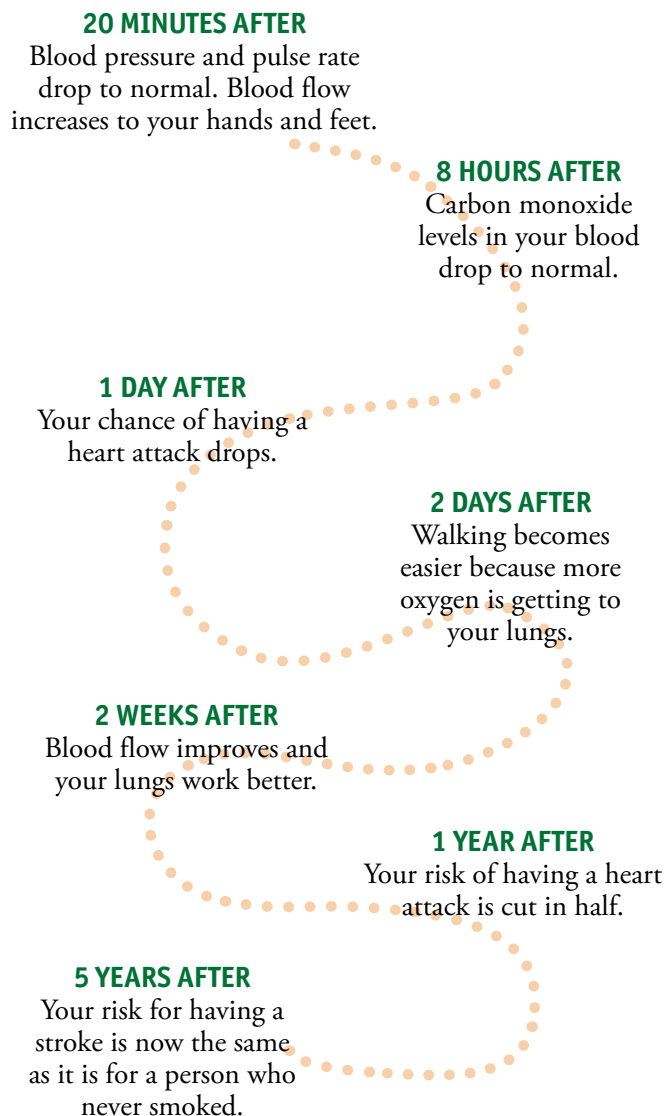 20 MINUTES AFTER
Blood pressure and pulse rate
drop to normal. Blood flow
increases to your hands and feet.
8 HOURS AFTER
Carbon monoxide
levels in your blood
drop to normal.
1 DAY AFTER
Your chance of having a
heart attack drops.
2 DAYS AFTER
Walking becomes
easier because more
oxygen is getting to
your lungs.
2 WEEKS AFTER
Blood flow improves and
your lungs work better.
1 YEAR AFTER
Your risk of having a heart
attack is cut in half.
5 YEARS AFTER
Your risk for having a
stroke is now the same
as it is for a person who
never smoked.